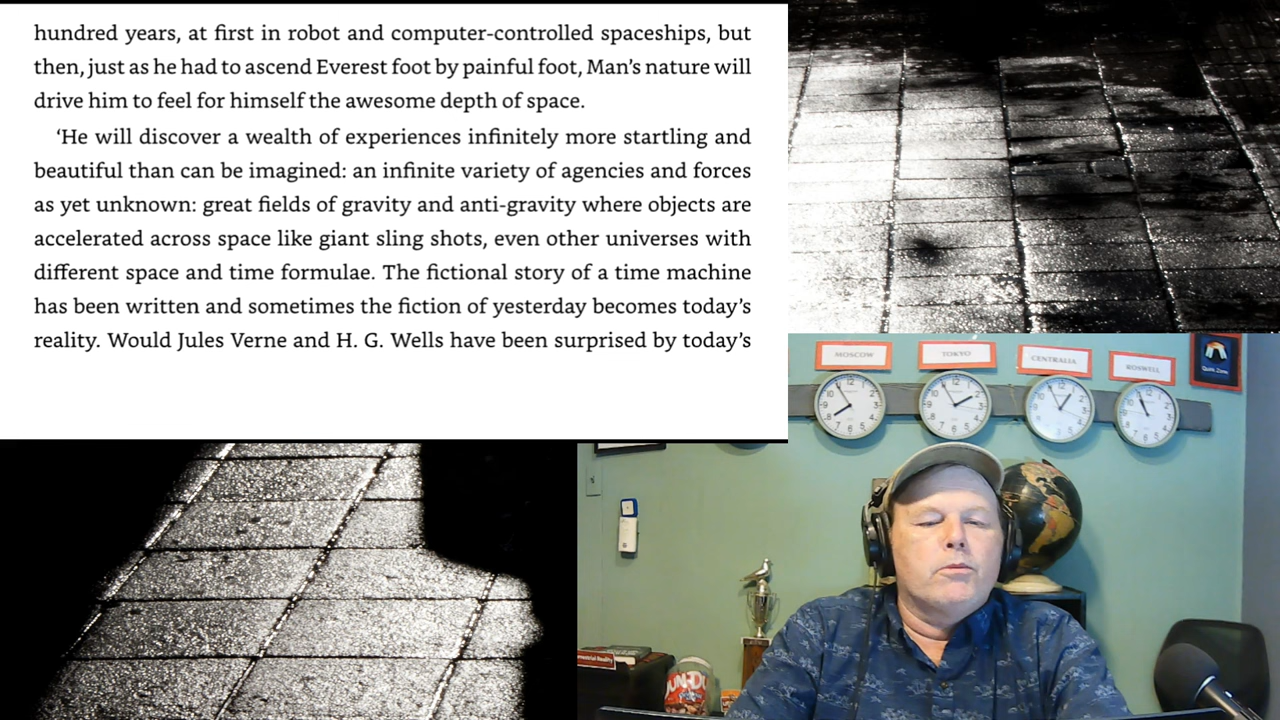 hundred years, at first in robot and computer-controlled spaceships, but
then, just as he had to ascend Everest foot by painful foot, Man's nature will
drive him to feel for himself the awesome depth of space.
‘He will discover a wealth of experiences infinitely more startling and
beautiful than can be imagined: an infinite variety of agencies and forces
as yet unknown: great fields of gravity and anti-gravity where objects are
accelerated across space like giant sling shots, even other universes with
different space and time formulae. The fictional story of a time machine
has been written and sometimes the fiction of yesterday becomes today's
reality. Would Jules Verne and H. G. Wells have been surprised by today's
MOSCOW
TOKYO
CENTRALIA
ROSWELL
Quiet Zone